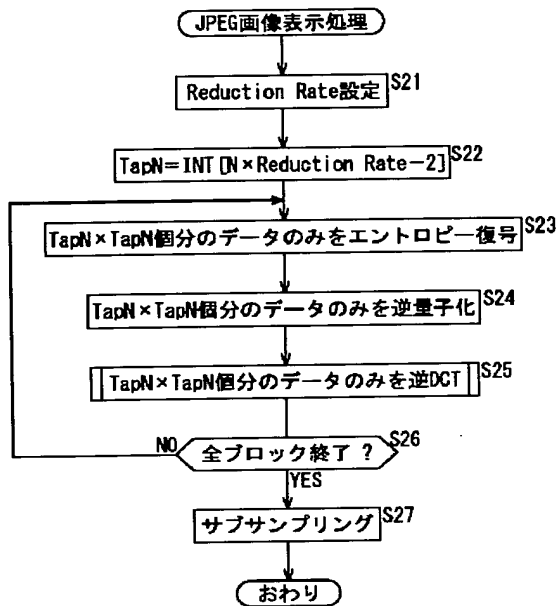 JPEG画像表示処理
Reduction Rate設定
S21
TapN=INT[N×Reduction Rate-2]
S22
TapN×TapN個分のデータのみをエントロピー復号
S23
TapN×TapN個分のデータのみを逆量子化
S24
TapN×TapN個分のデータのみを逆DCT
S25
全ブロック終了 ?
S26
NO
YES
サブサンプリング
S27
おわり